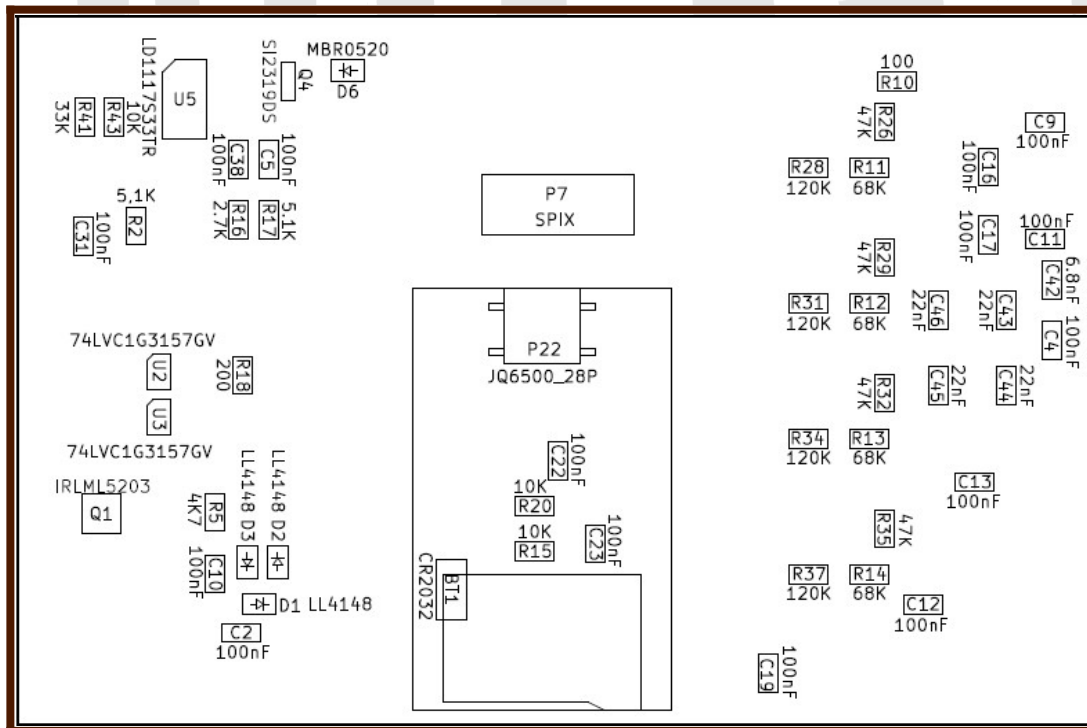 LD1117S33TR
U5
SI2319DS
Q4
MBR0520
D6
33K
R41
R43
10K
100nF
C38
C5
100nF
5,1K
R2
C31
100nF
2.7K
R16
R17
5.1K
P7
SPIX
P22
JQ6500_28P
74LVC1G3157GV
U2
200
R18
U3
74LVC1G3157GV
IRLML5203
Q1
4K7
R5
LL4148 D3
LL4148 D2
100nF
C10
D1 LL4148
C2
100nF
C22
100nF
10K
R20
10K
R15
C23
100nF
CR2032
BT1
100
R10
47K
R26
C9
100nF
R28
120K
R11
68K
100nF
C16
100nF
C17
100nF
C11
47K
R29
C42
6.8nF
R31
120K
R12
68K
22nF
C46
22nF
C43
C4
100nF
47K
R32
C45
22nF
C44
22nF
R34
120K
R13
68K
C13
100nF
R35
47K
R37
120K
R14
68K
C12
100nF
C19
100nF